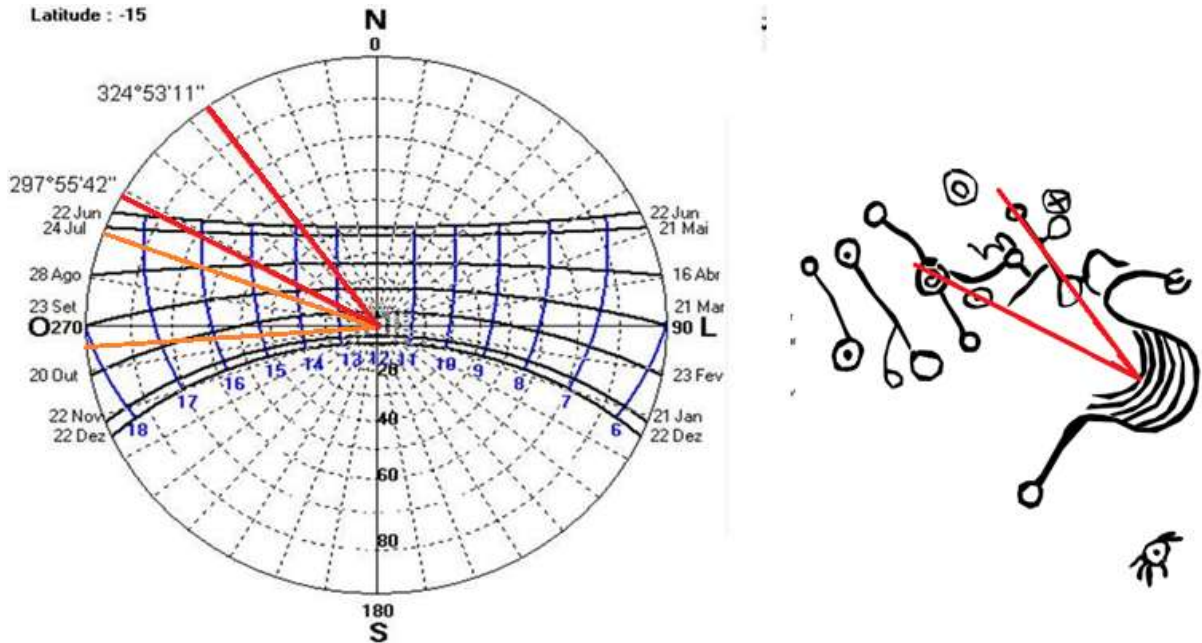 Latitude : -15
N
0
324°53'11"
297°55'42"
22 Jun
24 Jul
28 Ago
23 Set
O 270
20 Out
22 Nov
22 Dez
22 Jun
21 Mai
16 Abr
21 Mar
90 L
23 Fev
21 Jan
22 Dez
18
17
16
15
14
13
12
11
10
9
8
7
6
20
40
60
80
180
S